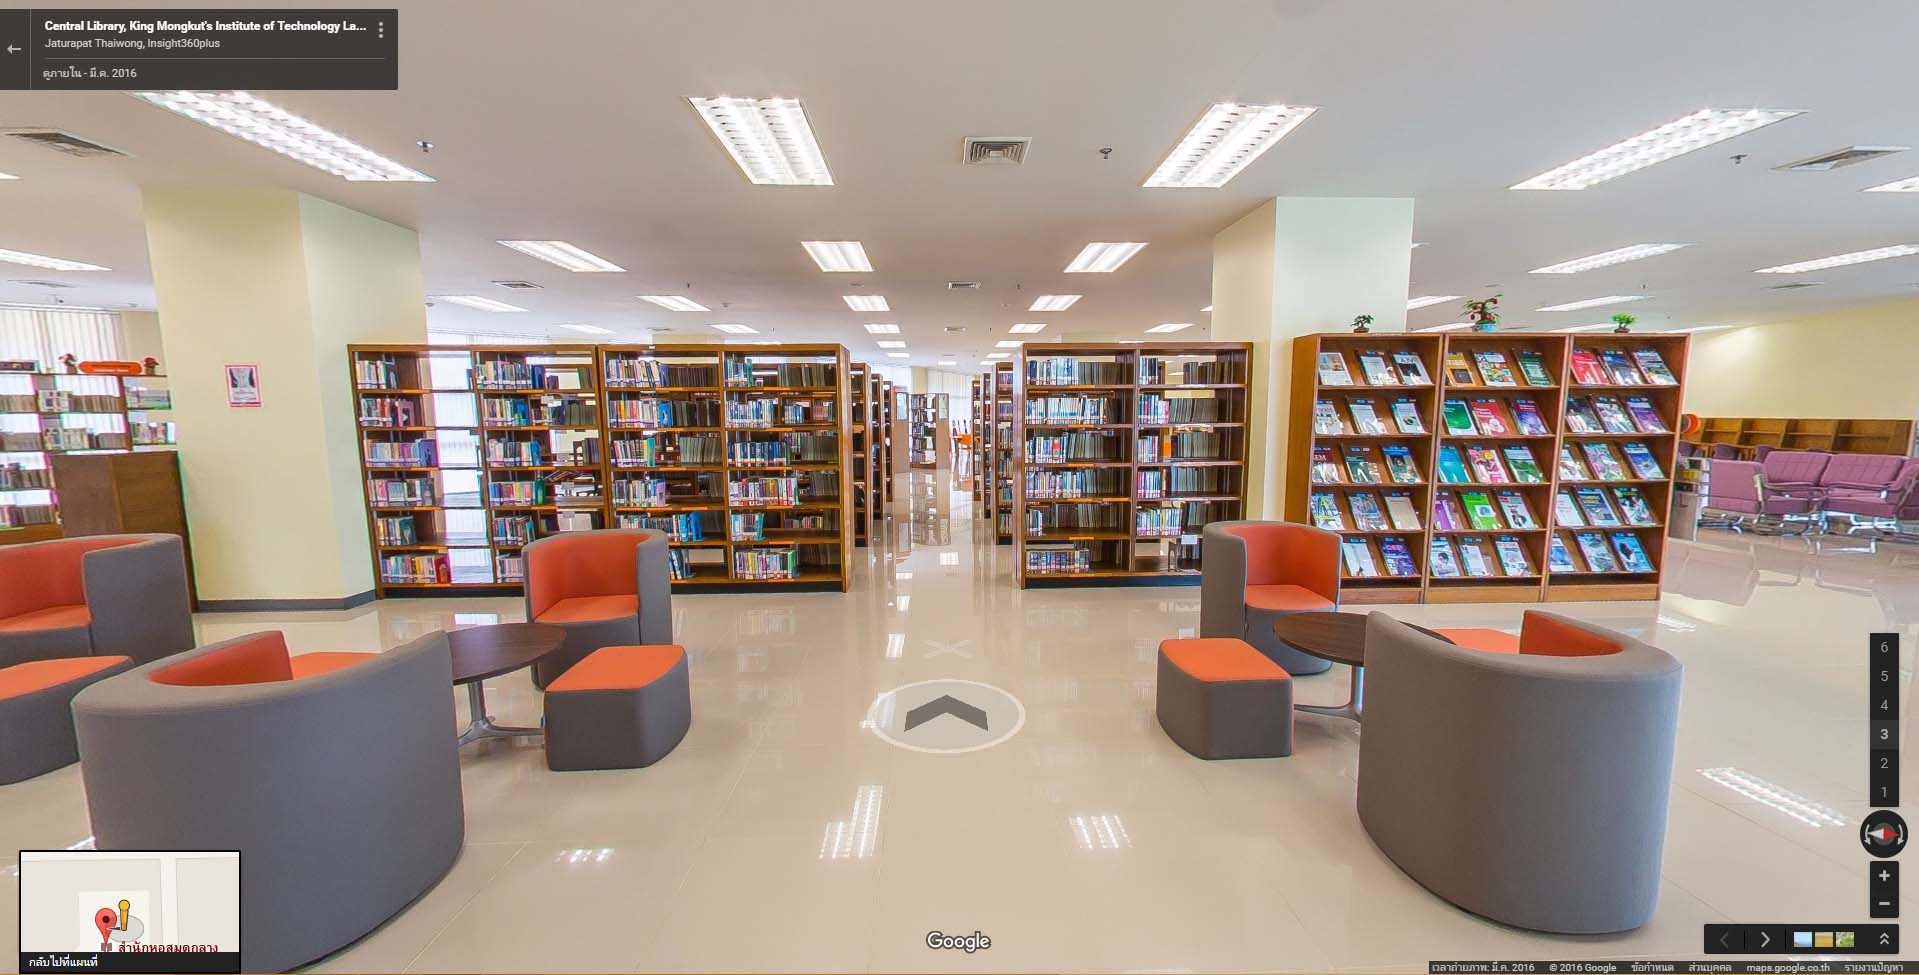 Central Library, King Mongkut's Institute of Technology La...
Jaturapat Thaiwong, Insight360plus
ดูภายใน - มี.ค. 2016
6
5
4
3
2
1
สำนักหอสมุดกลาง
กลับไปที่แผนที่
Google
เวลาถ่ายภาพ: มี.ค. 2016 © 2016 Google ข้อกำหนด ส่วนบุคคล maps.google.co.th รายงานปัญหา